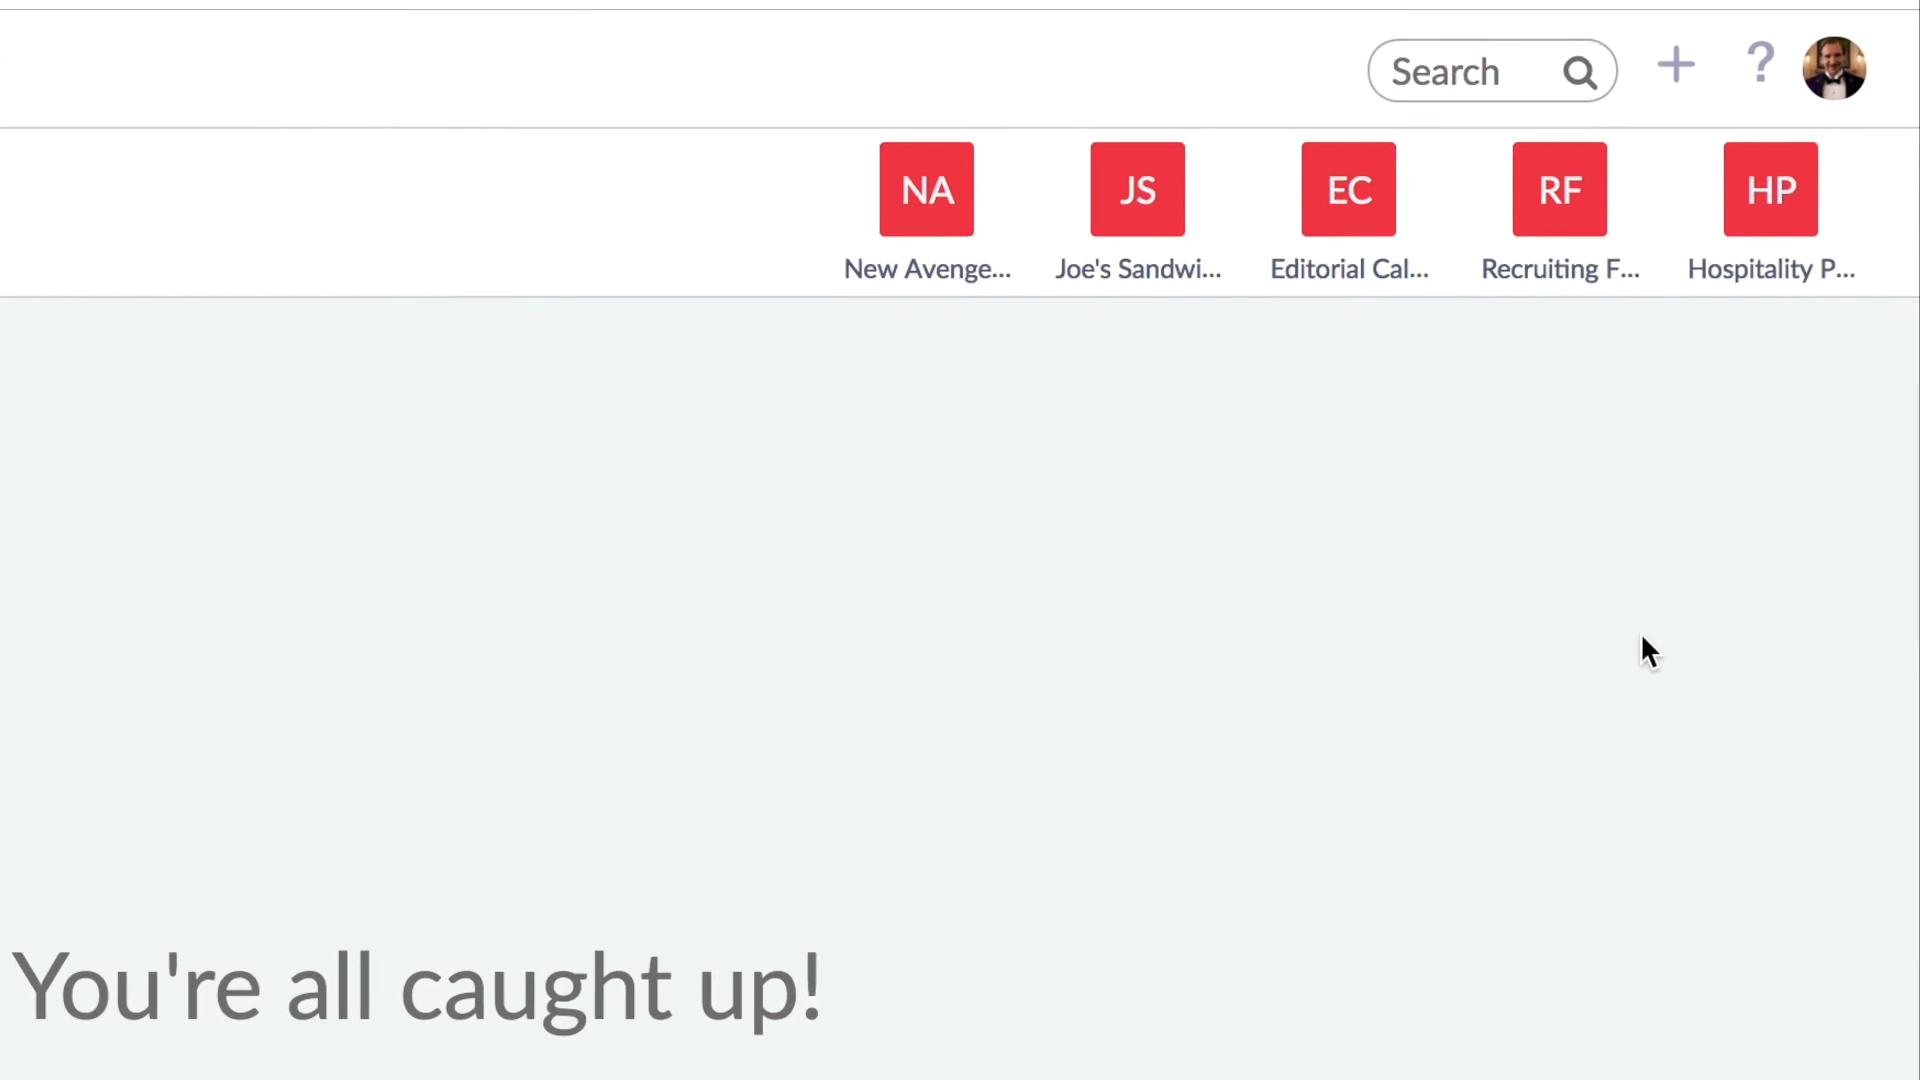 Search
?
NA JS EC RF HP
New Avenge... Joe's Sandwi... Editorial Cal... Recruiting F... Hospitality P...
You're all caught up!